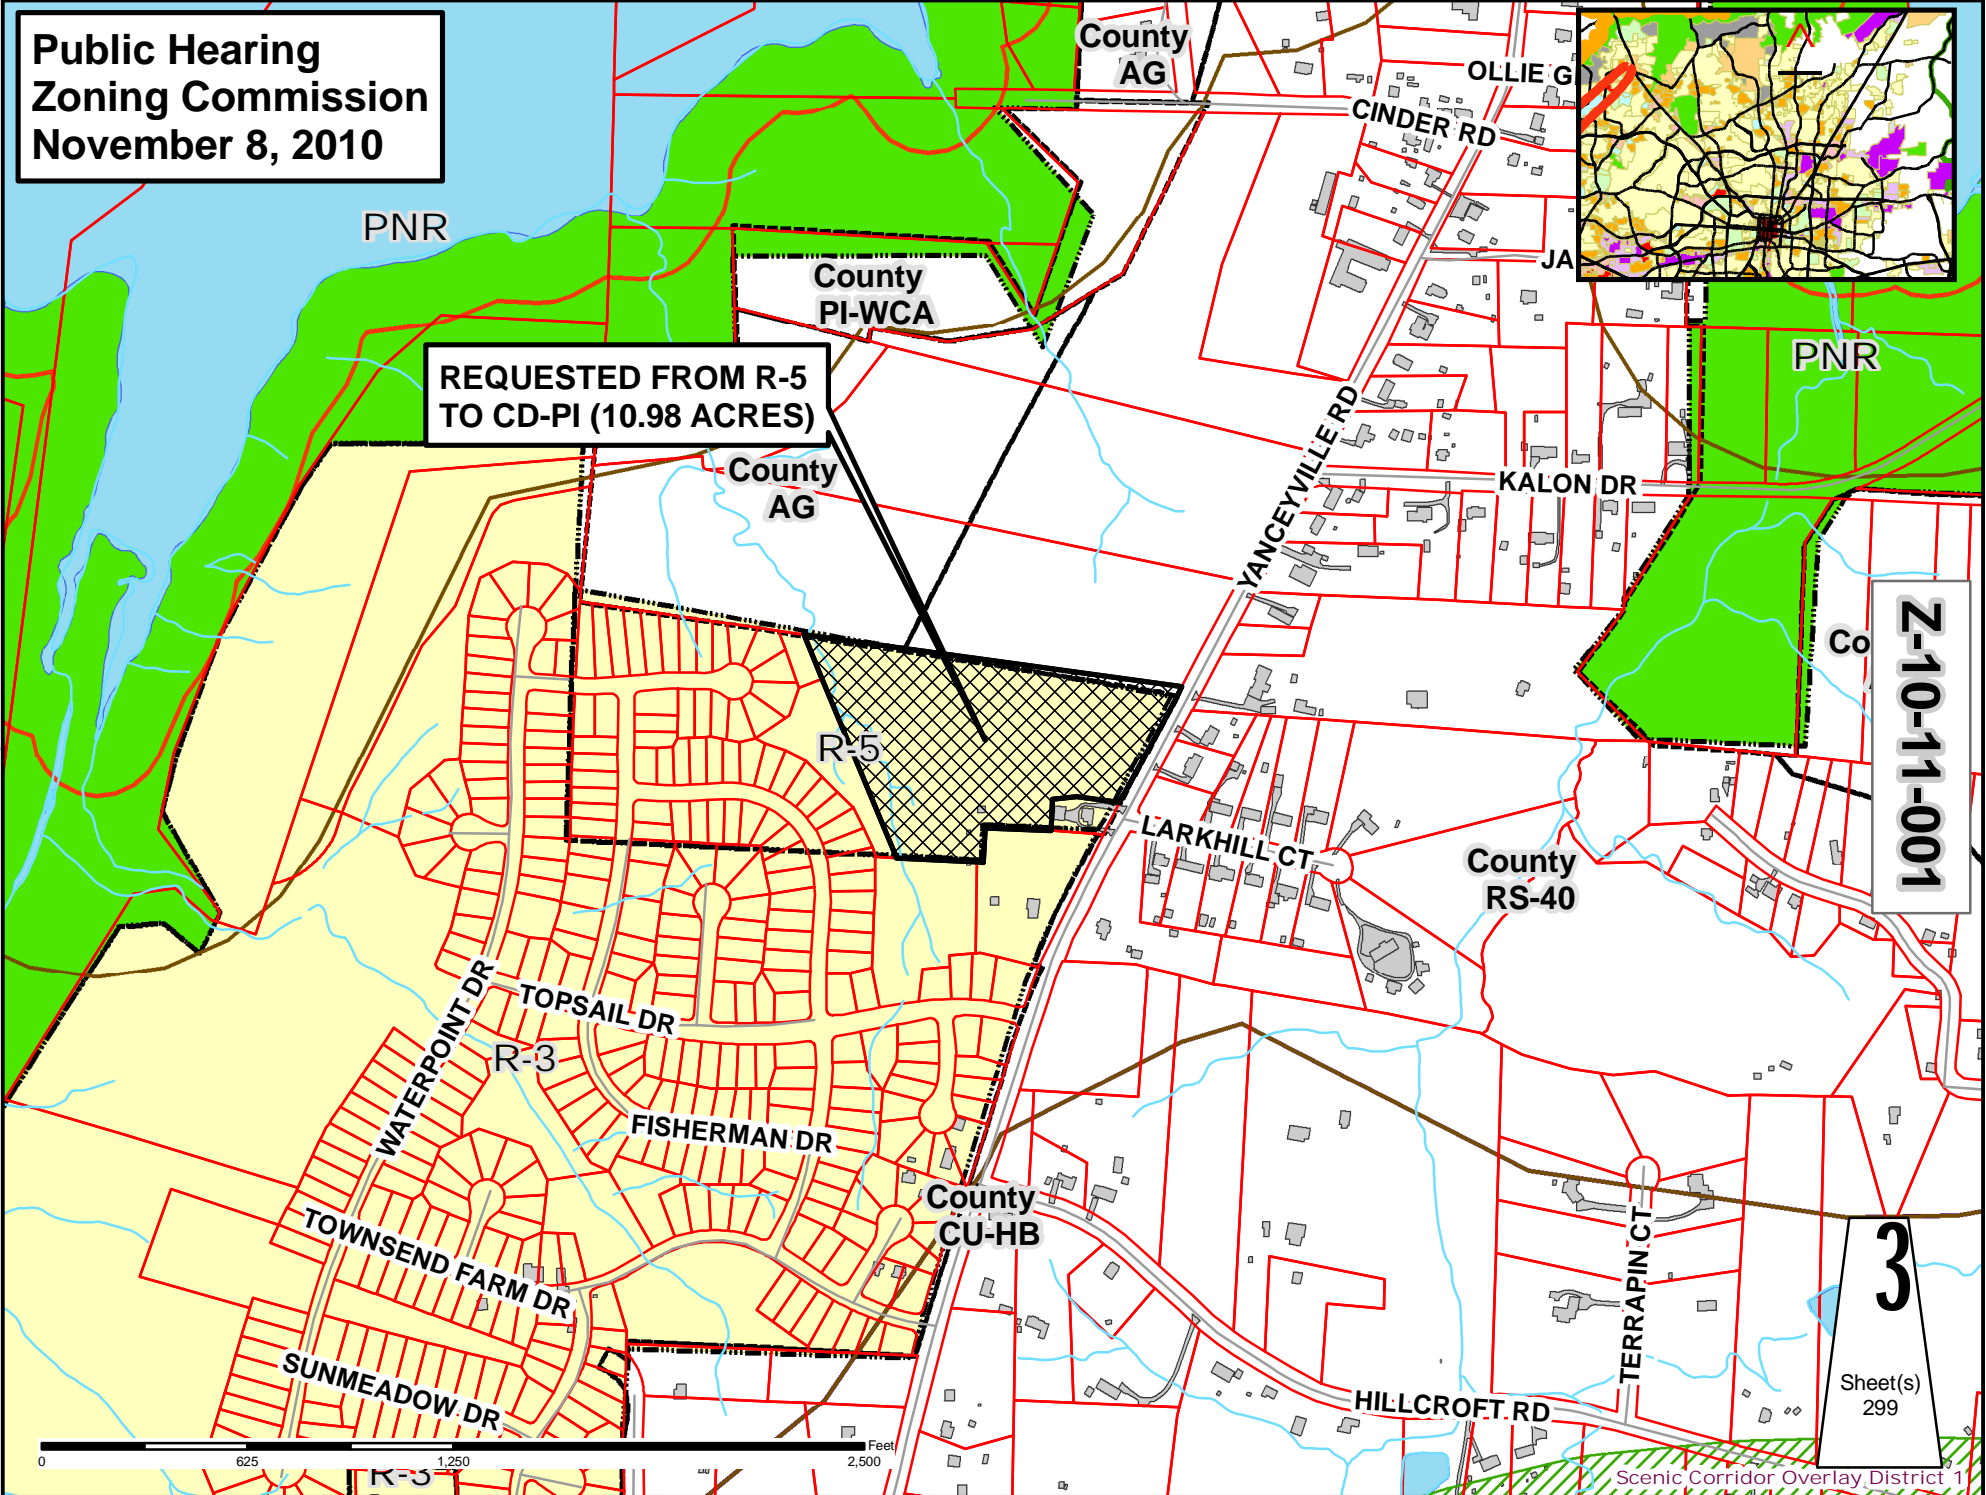 Public Hearing
Zoning Commission
November 8, 2010
County
AG
OLLIE G
CINDER RD
PNR
JA
County
PI-WCA
PNR
REQUESTED FROM R-5
TO CD-PI (10.98 ACRES)
County
AG
YANCEYVILLE RD
KALON DR
Z-10-11-001
Co
R-5
LARKHILL CT
County
RS-40
WATERPOINT DR
TOPSAIL DR
R-3
FISHERMAN DR
County
CU-HB
TOWNSEND FARM DR
TERRAPIN CT
3
SUNMEADOW DR
HILLCROFT RD
Sheet(s)
299
Feet
0 625 1,250 2,500
R-3
Scenic Corridor Overlay District 1